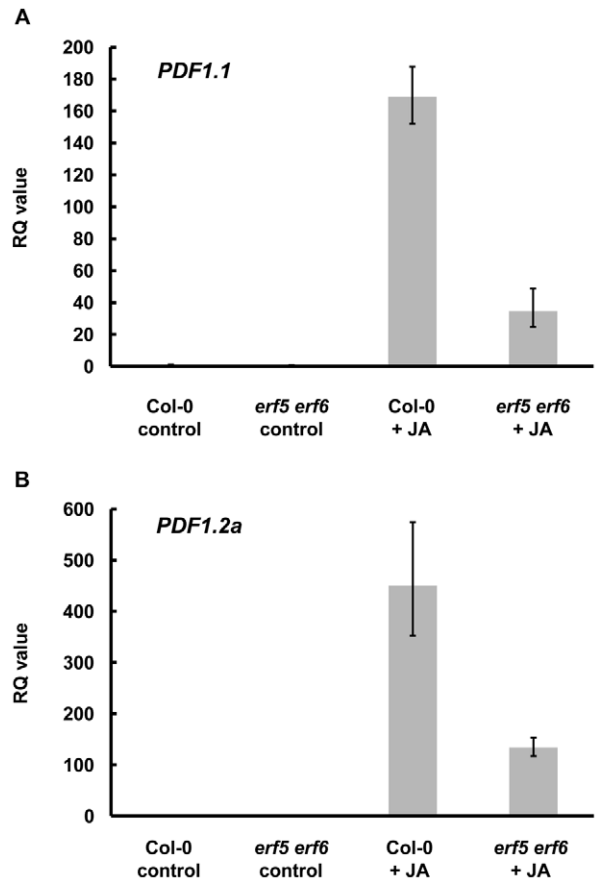 A
PDF1.1
RQ value
200
180
160
140
120
100
80
60
40
20
0
Col-0 erf5 erf6 Col-0 erf5 erf6
control control + JA + JA
B
PDF1.2a
RQ value
600
500
400
300
200
100
0
Col-0 erf5 erf6 Col-0 erf5 erf6
control control + JA + JA